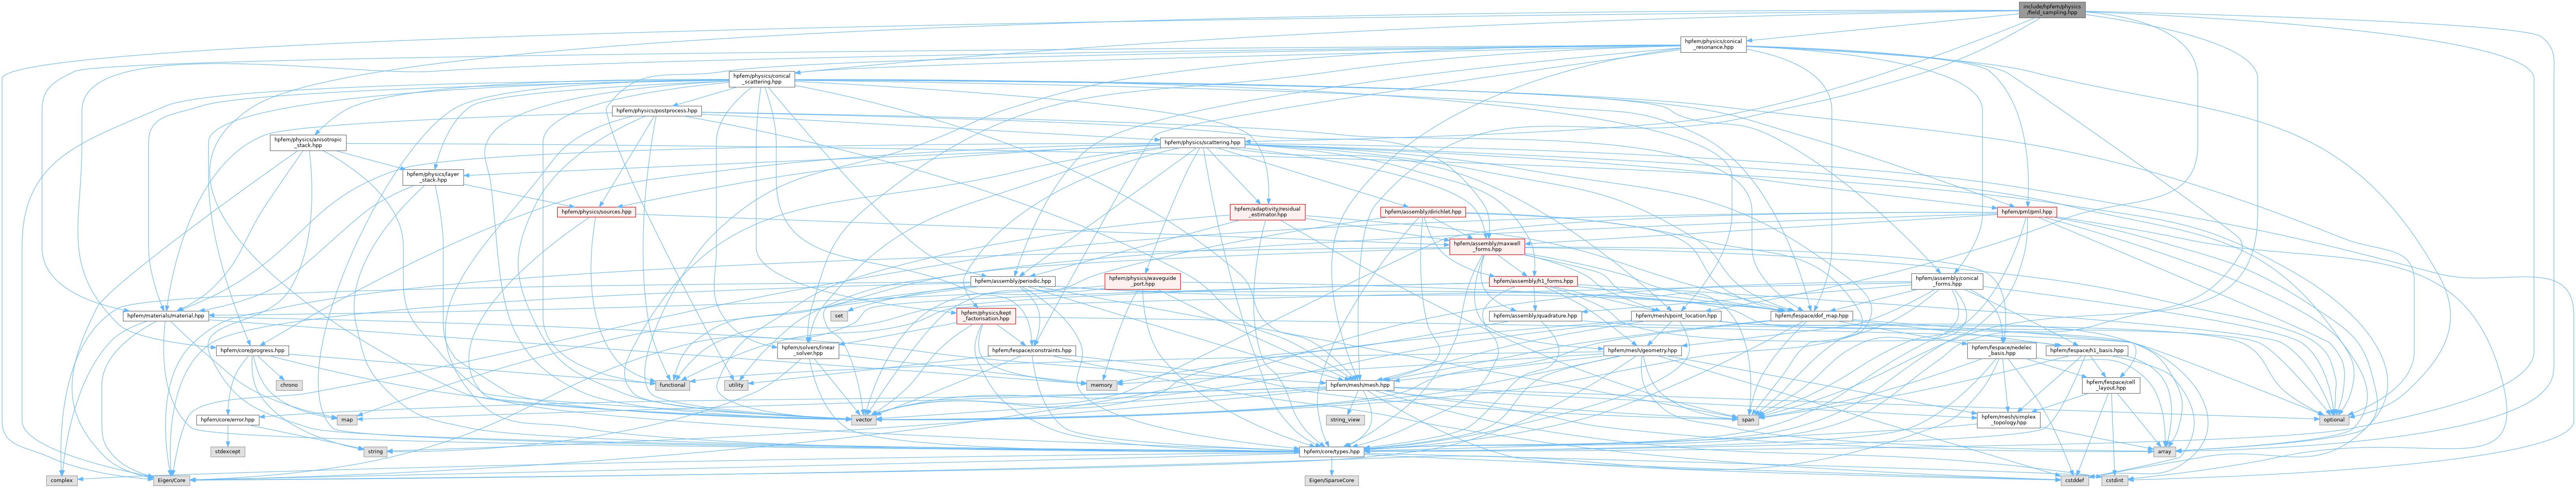 include/hpfem/physics
/field_sampling.hpp
hpfem/physics/conical
_resonance.hpp
hpfem/physics/conical
_scattering.hpp
hpfem/physics/postprocess.hpp
hpfem/physics/anisotropic
_stack.hpp
hpfem/physics/scattering.hpp
hpfem/physics/layer
_stack.hpp
hpfem/physics/sources.hpp
hpfem/adaptivity/residual
_estimator.hpp
hpfem/assembly/dirichlet.hpp
hpfem/pml/pml.hpp
hpfem/assembly/maxwell
_forms.hpp
hpfem/assembly/periodic.hpp
hpfem/physics/waveguide
_port.hpp
hpfem/assembly/h1_forms.hpp
hpfem/assembly/conical
_forms.hpp
hpfem/materials/material.hpp
set
hpfem/physics/kept
_factorisation.hpp
hpfem/assembly/quadrature.hpp
hpfem/mesh/point_location.hpp
hpfem/fespace/dof_map.hpp
hpfem/core/progress.hpp
hpfem/solvers/linear
_solver.hpp
hpfem/fespace/constraints.hpp
hpfem/mesh/geometry.hpp
hpfem/fespace/nedelec
_basis.hpp
hpfem/fespace/h1_basis.hpp
chrono
functional
utility
memory
hpfem/mesh/mesh.hpp
hpfem/fespace/cell
_layout.hpp
hpfem/core/error.hpp
map
vector
string_view
span
hpfem/mesh/simplex
_topology.hpp
optional
stdexcept
string
hpfem/core/types.hpp
array
complex
Eigen/Core
Eigen/SparseCore
cstddef
cstdint